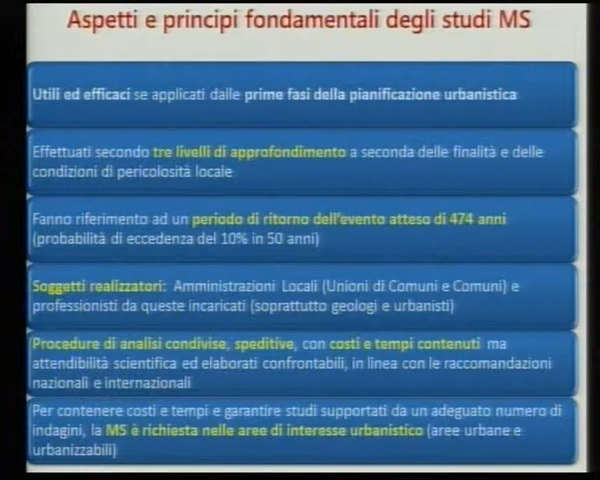 Aspetti e principi fondamentali degli studi MS
Utili ed efficaci se applicati dalle prime fasi della pianificazione urbanistica
Effettuati secondo tre livelli di approfondimento a seconda delle finalità e delle
condizioni di pericolosità locale
Fanno riferimento ad un periodo di ritorno dell'evento atteso di 474 anni
(probabilità di eccedenza del 10% in 50 anni)
Soggetti realizzatori: Amministrazioni Locali (Unioni di Comuni e Comuni) e
professionisti da queste incaricati (soprattutto geologi e urbanisti)
Procedure di analisi condivise, speditive, con costi e tempi contenuti ma
attendibilità scientifica ed elaborati confrontabili, in linea con le raccomandazioni
nazionali e internazionali
Per contenere costi e tempi e garantire studi supportati da un adeguato numero di
indagini, la MS è richiesta nelle aree di interesse urbanistico (aree urbane e
urbanizzabili)